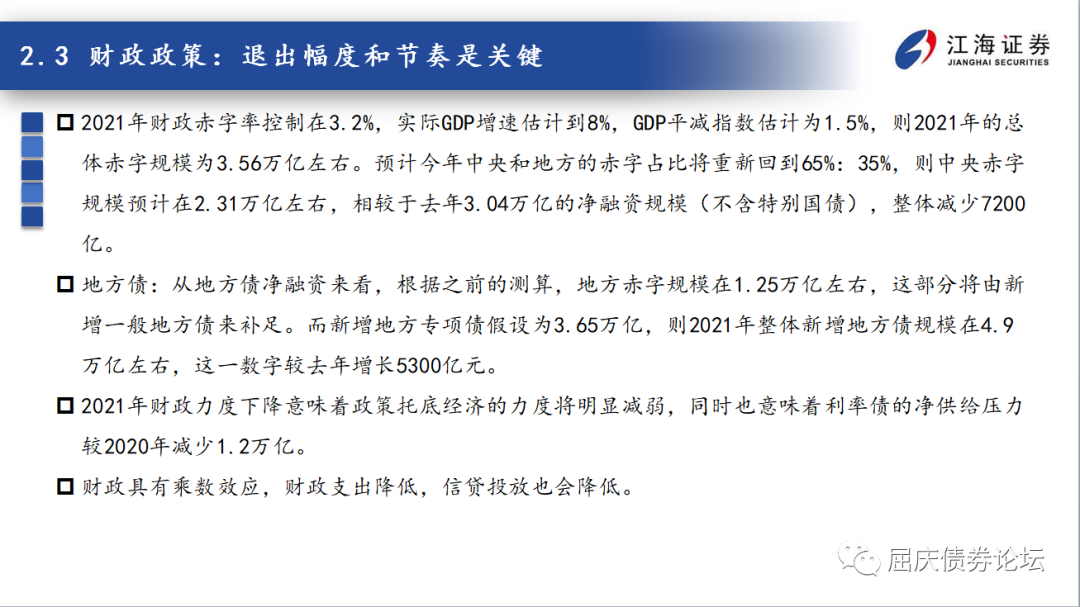 2.3 财政政策：退出幅度和节奏是关键
江海证券
JIANGHAI SECURITIES
2021年财政赤字率控制在3.2%，实际GDP增速估计到8%，GDP平减指数估计为1.5%，则2021年的总
体赤字规模为3.56万亿左右。预计今年中央和地方的赤字占比将重新回到65%：35%，则中央赤字
规模预计在2.31万亿左右，相较于去年3.04万亿的净融资规模（不含特别国债），整体减少7200
亿。
地方债：从地方债净融资来看，根据之前的测算，地方赤字规模在1.25万亿左右，这部分将由新
增一般地方债来补足。而新增地方专项债假设为3.65万亿，则2021年整体新增地方债规模在4.9
万亿左右，这一数字较去年增长5300亿元。
2021年财政力度下降意味着政策托底经济的力度将明显减弱，同时也意味着利率债的净供给压力
较2020年减少1.2万亿。
财政具有乘数效应，财政支出降低，信贷投放也会降低。
屈庆债券论坛